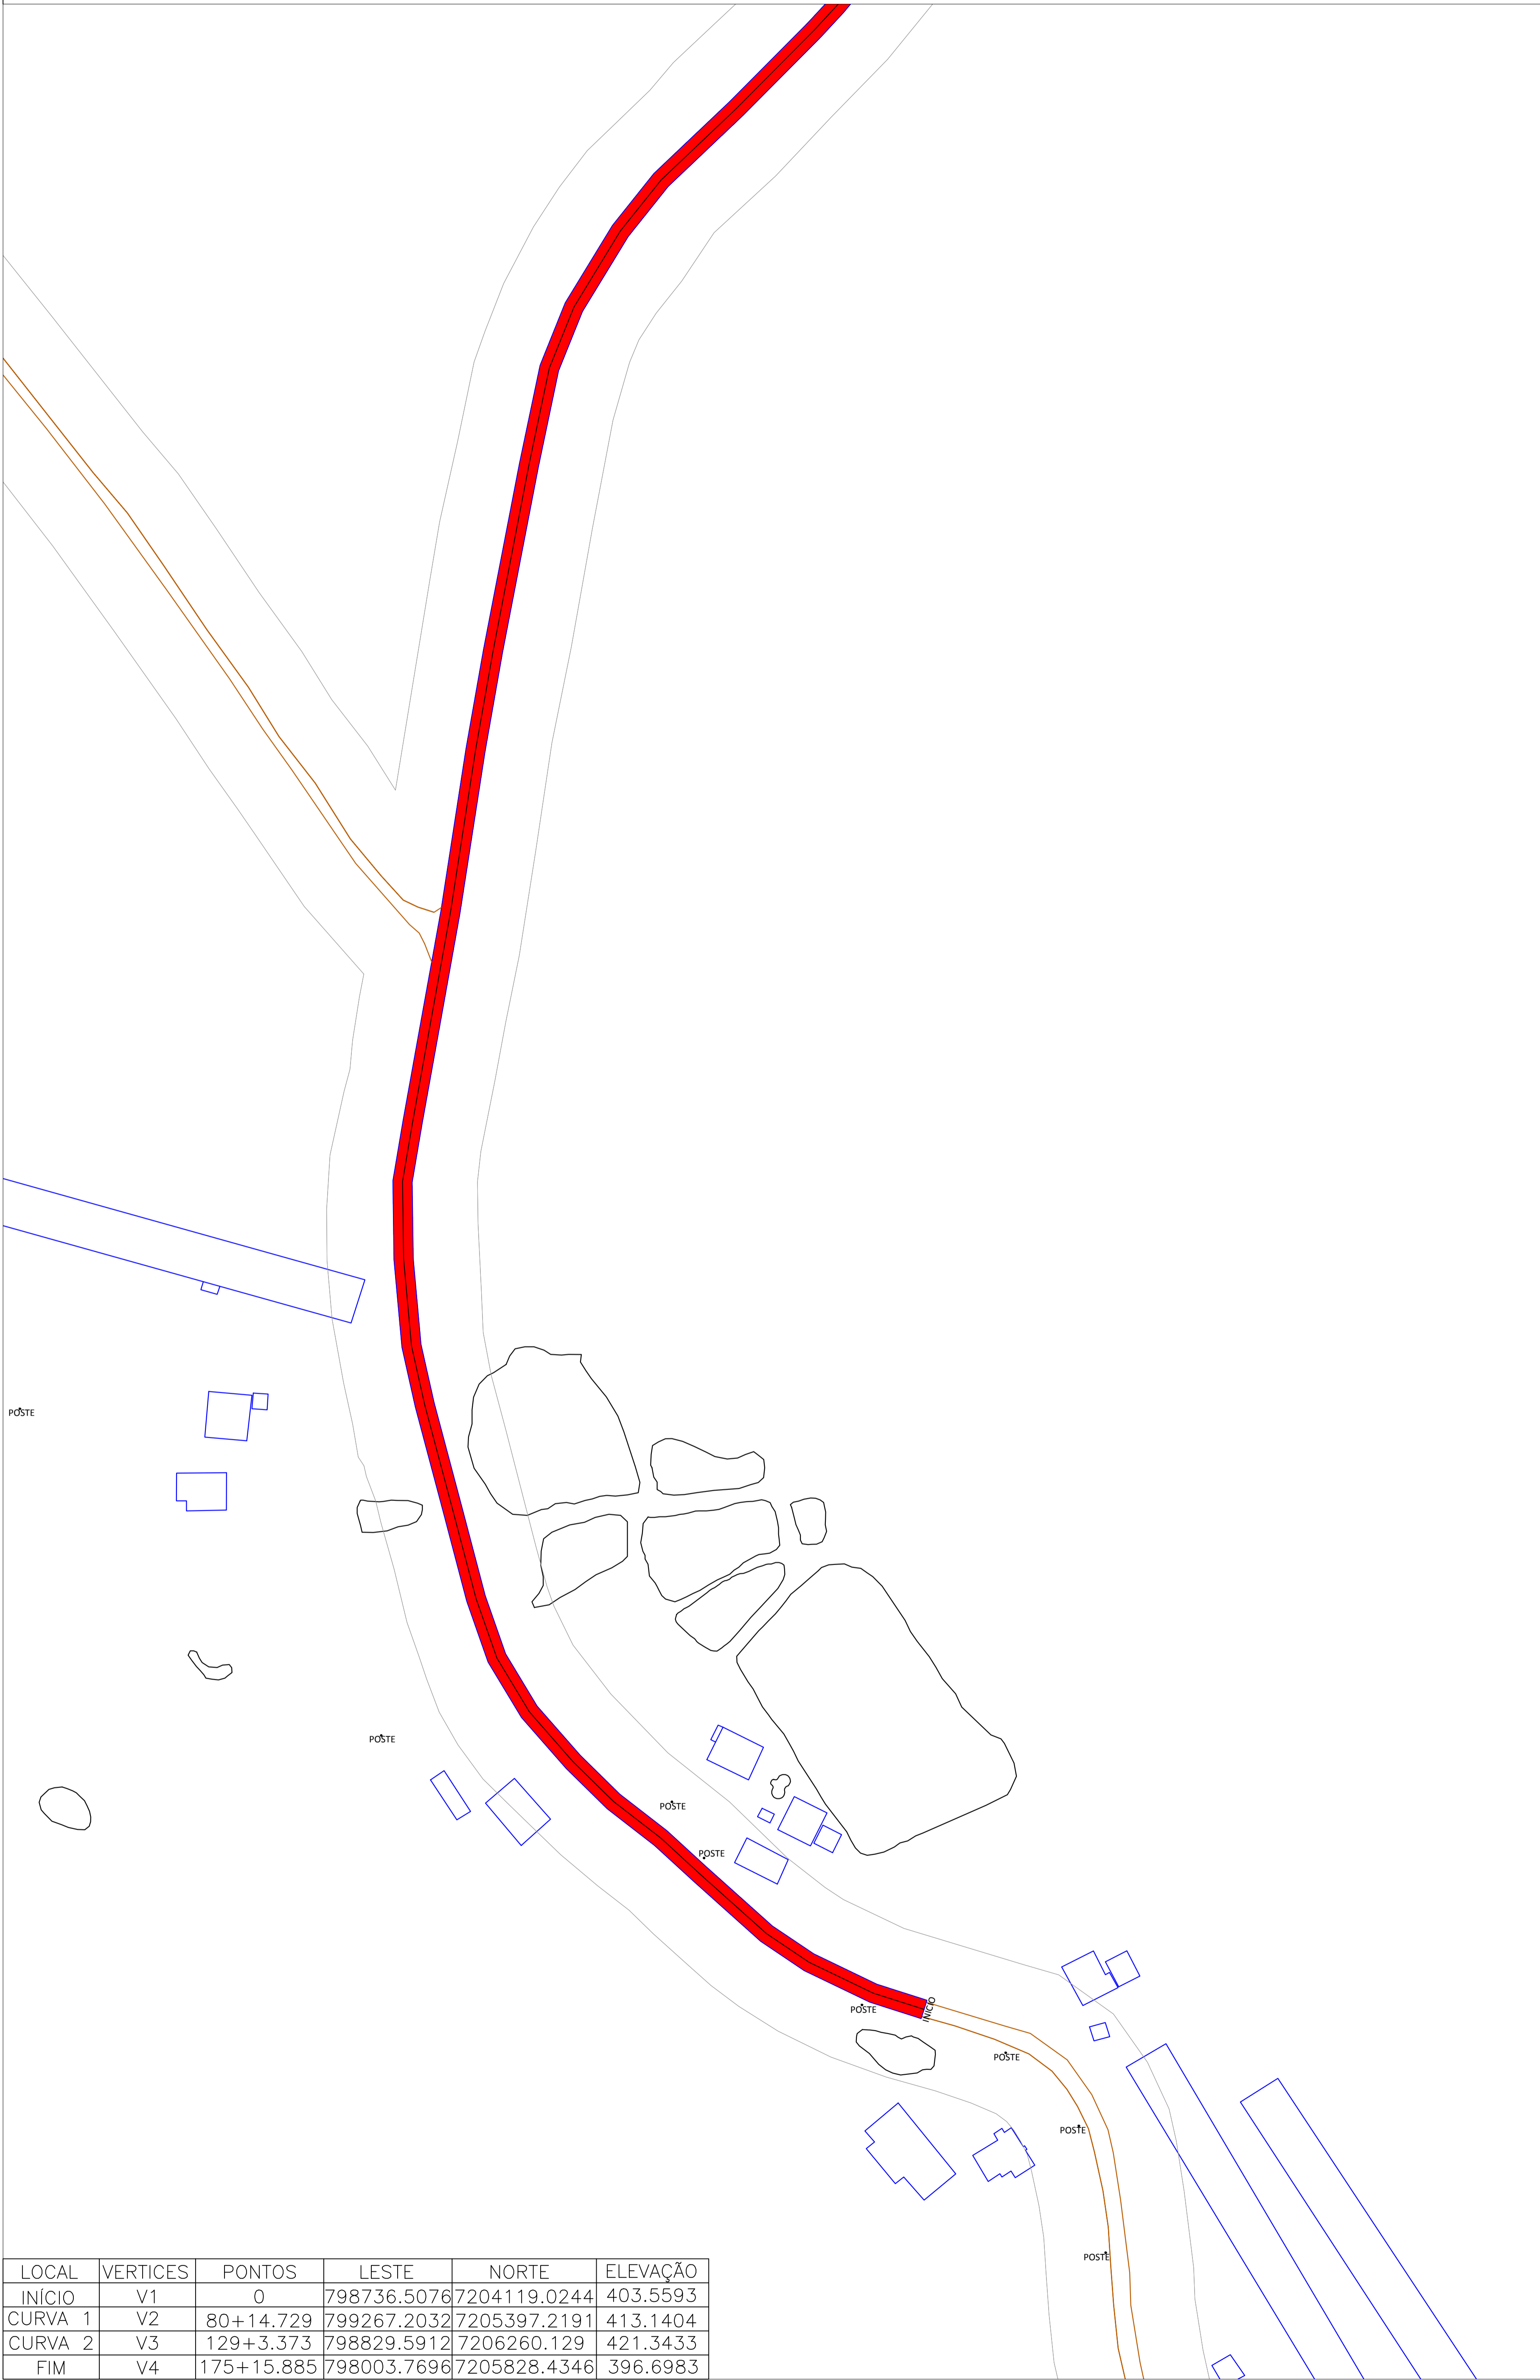 POSTE
POSTE
POSTE
POSTE
INÍCIO
POSTE
POSTE
POSTE
POSTE
LOCAL VERTICES PONTOS LESTE NORTE ELEVAÇÃO
INÍCIO V1 0 798736.5076 7204119.0244 403.5593
CURVA 1 V2 80+14.729 799267.2032 7205397.2191 413.1404
CURVA 2 V3 129+3.373 798829.5912 7206260.129 421.3433
FIM V4 175+15.885 798003.7696 7205828.4346 396.6983